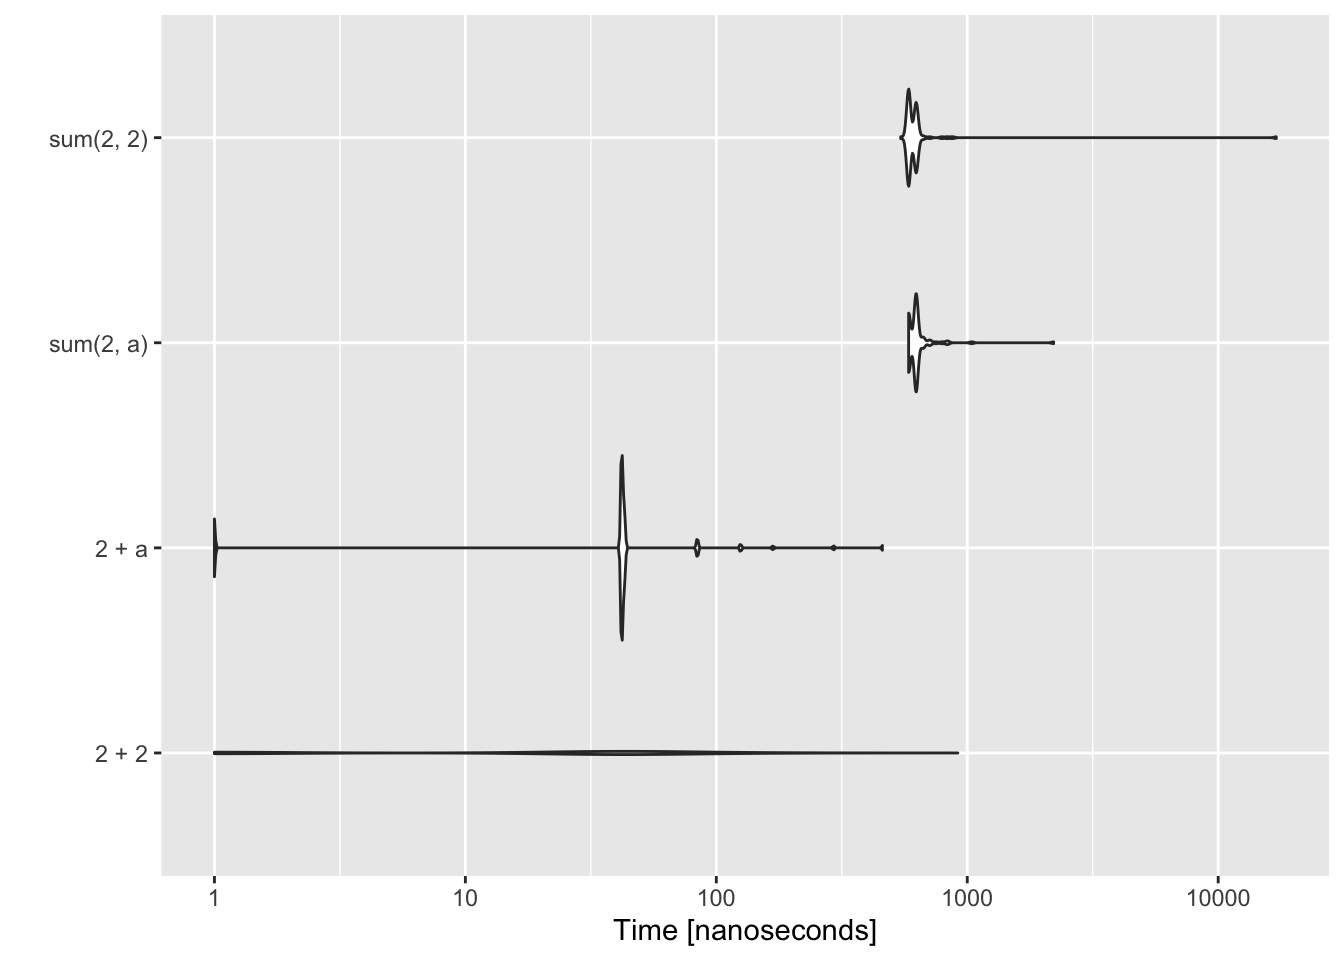 sum(2, 2)
sum(2, a)
2 + a
2 + 2
1 10 100 1000 10000
Time [nanoseconds]